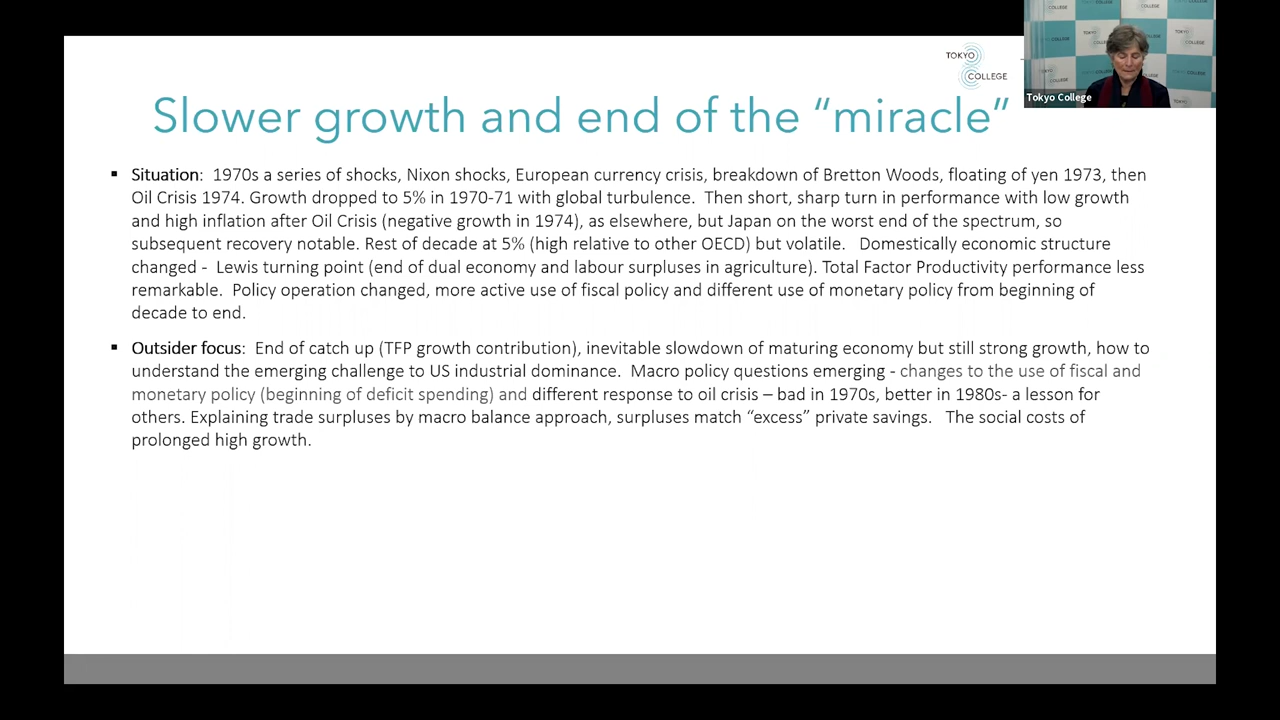 TOKYO
COLLEGE
Tokyo College
Slower growth and end of the “miracle”
▪ Situation:  1970s a series of shocks, Nixon shocks, European currency crisis, breakdown of Bretton Woods, floating of yen 1973, then
Oil Crisis 1974. Growth dropped to 5% in 1970-71 with global turbulence.  Then short, sharp turn in performance with low growth
and high inflation after Oil Crisis (negative growth in 1974), as elsewhere, but Japan on the worst end of the spectrum, so
subsequent recovery notable. Rest of decade at 5% (high relative to other OECD) but volatile.   Domestically economic structure
changed -  Lewis turning point (end of dual economy and labour surpluses in agriculture). Total Factor Productivity performance less
remarkable.  Policy operation changed, more active use of fiscal policy and different use of monetary policy from beginning of
decade to end.
▪ Outsider focus:  End of catch up (TFP growth contribution), inevitable slowdown of maturing economy but still strong growth, how to
understand the emerging challenge to US industrial dominance.  Macro policy questions emerging - changes to the use of fiscal and
monetary policy (beginning of deficit spending) and different response to oil crisis – bad in 1970s, better in 1980s- a lesson for
others. Explaining trade surpluses by macro balance approach, surpluses match “excess” private savings.   The social costs of
prolonged high growth.